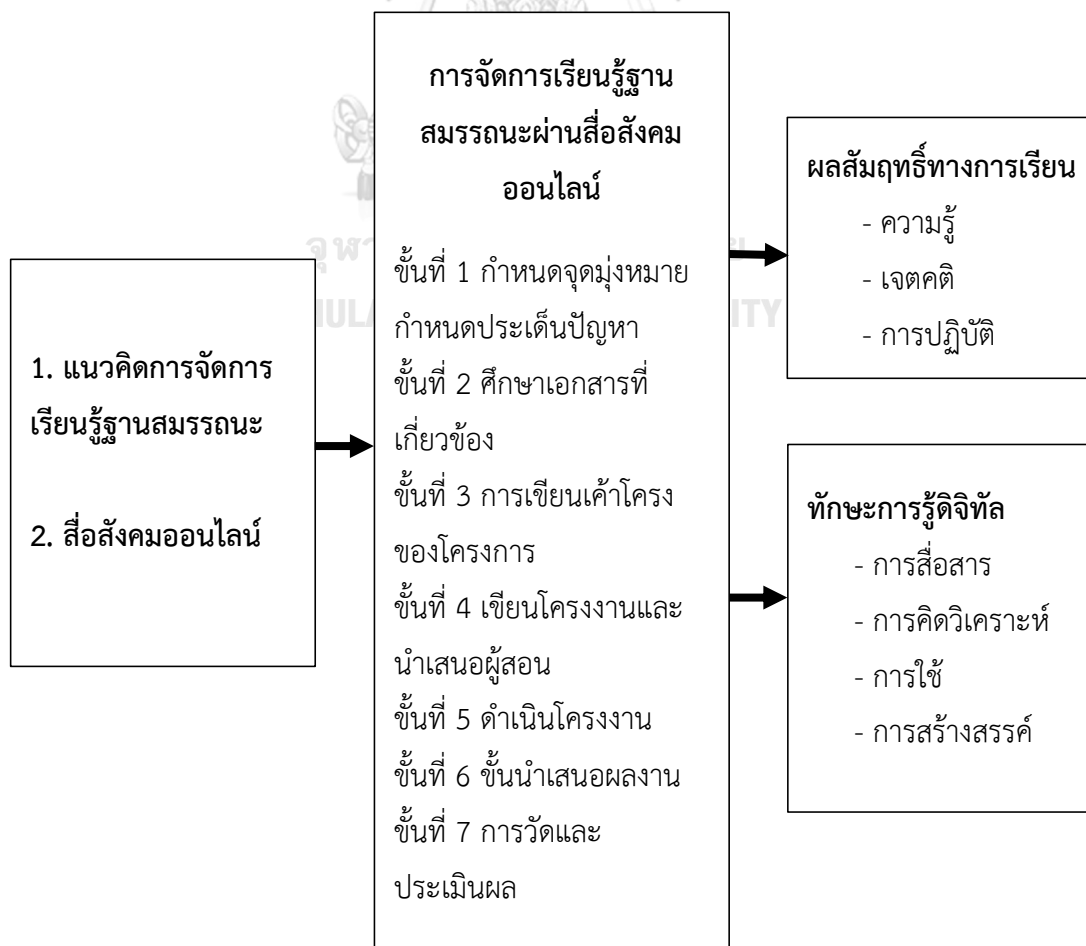 การจัดการเรียนรู้ฐาน
สมรรถนะผ่านสื่อสังคม
ออนไลน์
ขั้นที่ 1 กำหนดจุดมุ่งหมาย
กำหนดประเด็นปัญหา
ขั้นที่ 2 ศึกษาเอกสารที่
เกี่ยวข้อง
ขั้นที่ 3 การเขียนเค้าโครง
ของโครงการ
ขั้นที่ 4 เขียนโครงงานและ
นำเสนอผู้สอน
ขั้นที่ 5 ดำเนินโครงงาน
ขั้นที่ 6 ขั้นนำเสนอผลงาน
ขั้นที่ 7 การวัดและ
ประเมินผล
1. แนวคิดการจัดการ
เรียนรู้ฐานสมรรถนะ
2. สื่อสังคมออนไลน์
ผลสัมฤทธิ์ทางการเรียน
- ความรู้
- เจตคติ
- การปฏิบัติ
ทักษะการรู้ดิจิทัล
- การสื่อสาร
- การคิดวิเคราะห์
- การใช้
- การสร้างสรรค์